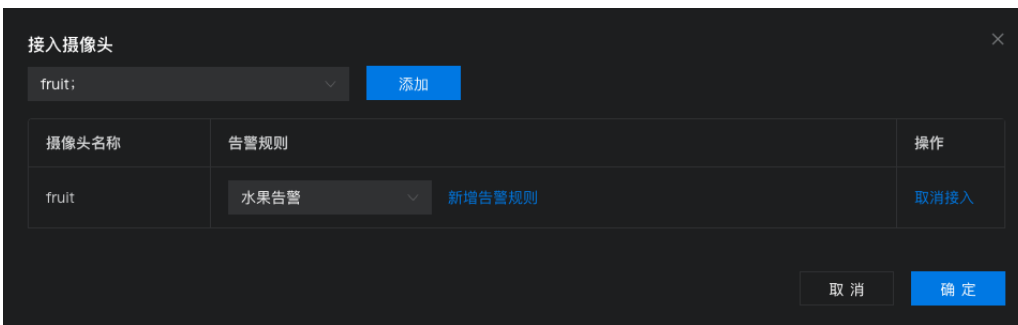 接入摄像头
fruit;
添加
摄像头名称 告警规则 操作
fruit 水果告警 新增告警规则 取消接入
取 消 确 定